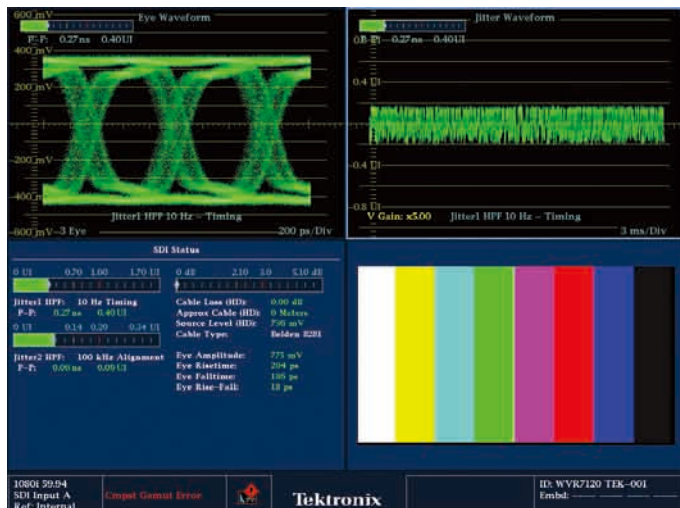 600 mV
Eye Waveform
P-P: 0.27 ns 0.40 UI
400 mV
200 mV
-200 mV
-400 mV
Jitter1 HPF 10 Hz - Timing
-600 mV 3 Eye
200 ps/Div
Jitter Waveform
P-P: 0.27 ns 0.40 UI
0.4 UI
-0.4 UI
-0.8 UI
V Gain: x5.00
Jitter1 HPF 10 Hz - Timing
3 ms/Div
SDI Status
0 UI 0.70 1.00 1.70 UI
Jitter1 HPF: 10 Hz Timing
P-P: 0.27 ns 0.40 UI
0 UI 0.14 0.20 0.34 UI
Jitter2 HPF: 100 kHz Alignment
P-P:
0 dB 2.10 3.0 5.10 dB
Cable Loss (HD): 0.00 dB
Approx Cable (HD): 0 Meters
Source Level (HD): mV
Cable Type: Belden 8281
Eye Amplitude: 775 mV
Eye Risetime: 204 ps
Eye Falltime: 186 ps
Eye Rise-Fall: 18 ps
1080i 59.94
SDI Input A
Ref: Internal
Cmpst Gamut Error
Tektronix
ID: WVR7120 TEK-001
Embd: ---- ---- ---- ----